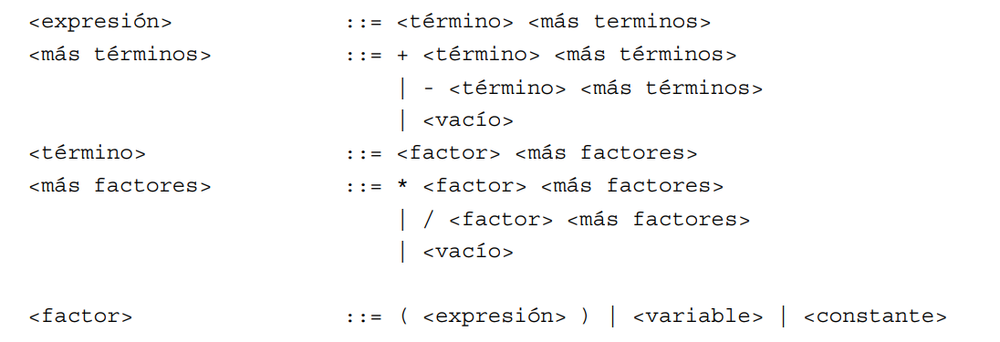 <expresión> ::= <término> <más terminos>
<más términos> ::= + <término> <más términos>
| - <término> <más términos>
| <vacío>
<término> ::= <factor> <más factores>
<más factores> ::= * <factor> <más factores>
| / <factor> <más factores>
| <vacío>
<factor> ::= ( <expresión> ) | <variable> | <constante>